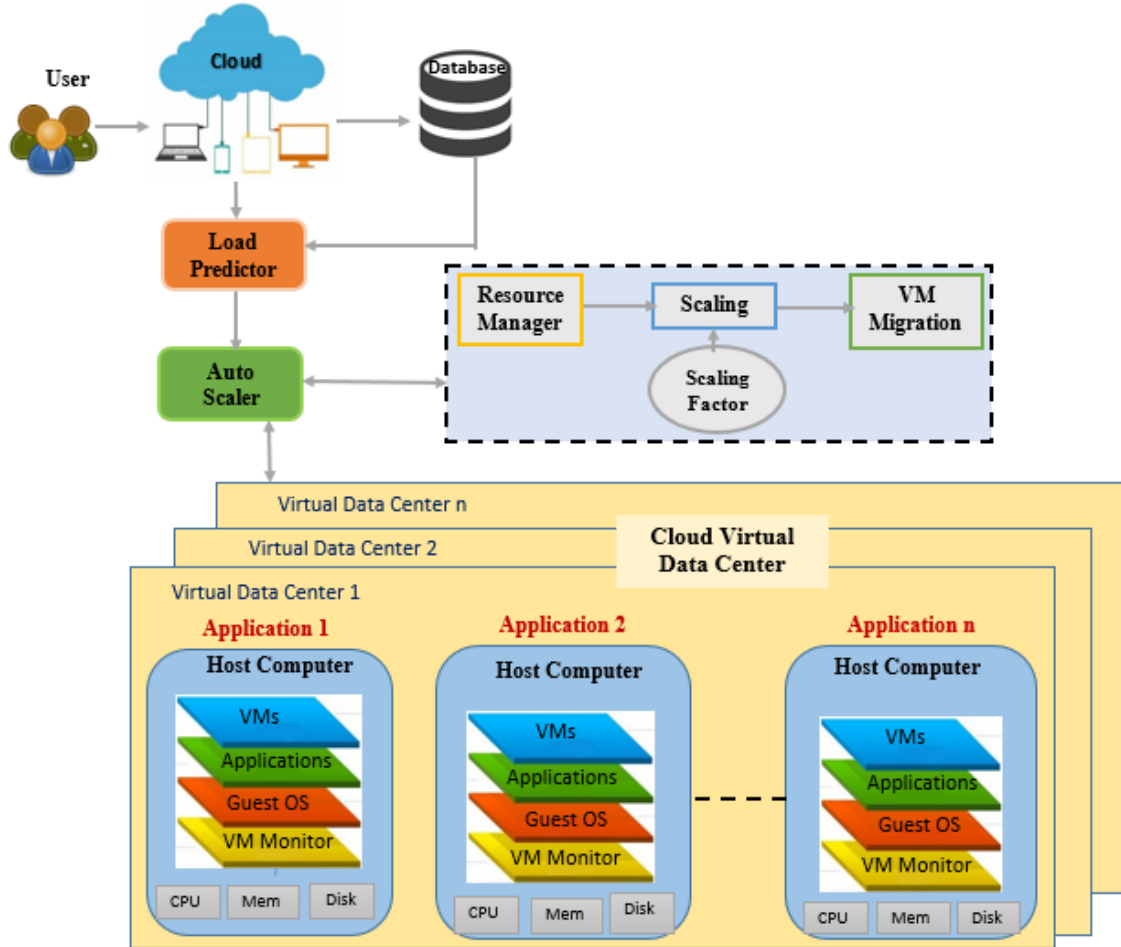 User
Cloud
Database
Load
Predictor
Resource
Manager
Scaling
VM
Migration
Scaling
Factor
Auto
Scaler
Virtual Data Center n
Virtual Data Center 2
Cloud Virtual
Data Center
Virtual Data Center 1
Application 1
Host Computer
VMs
Applications
Guest OS
VM Monitor
CPU
Mem
Disk
Application 2
Host Computer
VMs
Applications
Guest OS
VM Monitor
CPU
Mem
Disk
Application n
Host Computer
VMs
Applications
Guest OS
VM Monitor
CPU
Mem
Disk